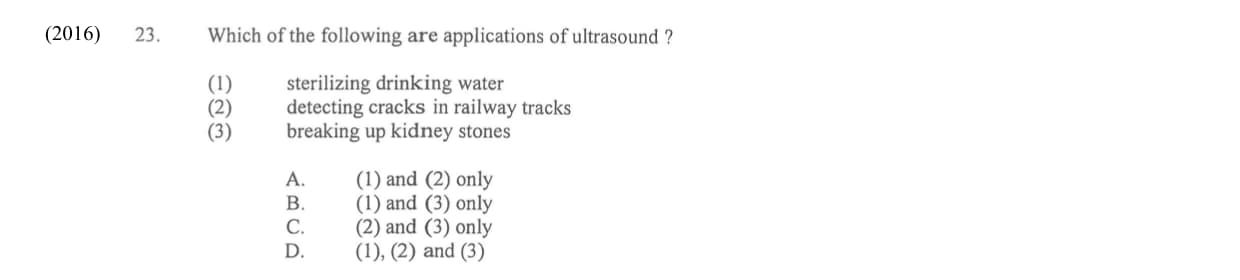 (2016) 23. Which of the following are applications of ultrasound ?
(1) sterilizing drinking water
(2) detecting cracks in railway tracks
(3) breaking up kidney stones
A. (1) and (2) only
B. (1) and (3) only
C. (2) and (3) only
D. (1), (2) and (3)